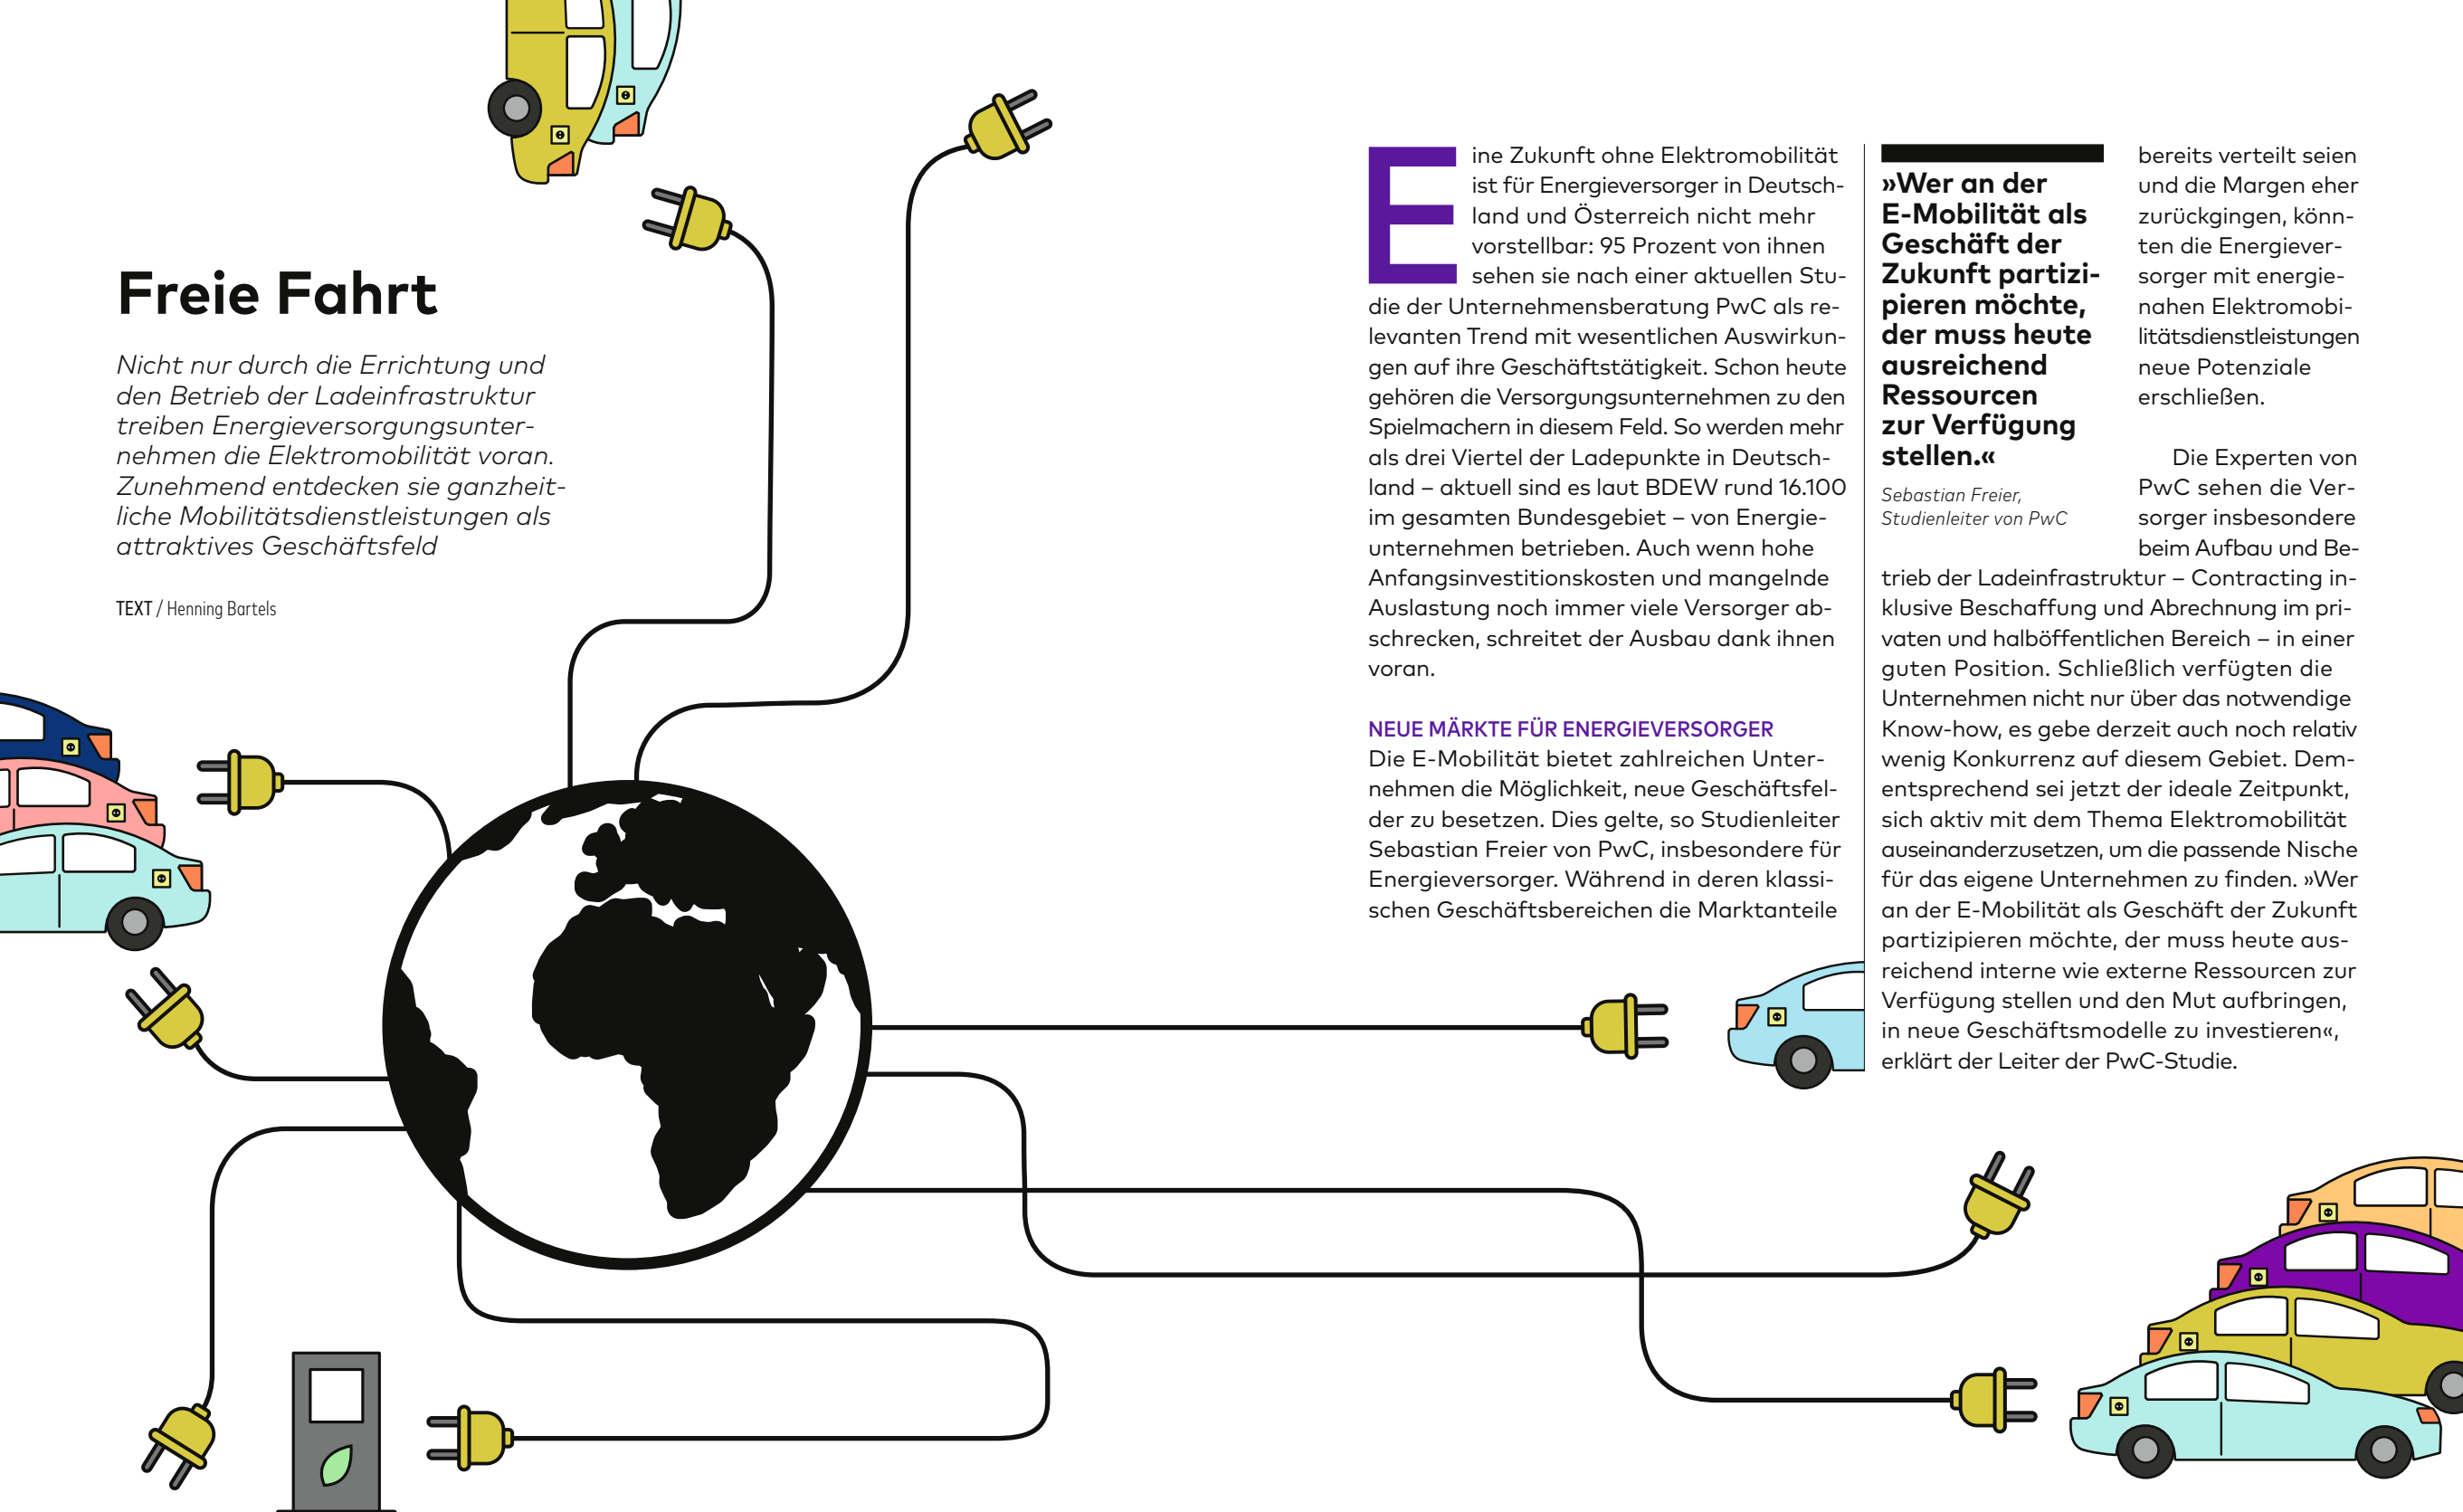 Freie Fahrt
Nicht nur durch die Errichtung und
den Betrieb der Ladeinfrastruktur
treiben Energieversorgungsunter-
nehmen die Elektromobilität voran.
Zunehmend entdecken sie ganzheit-
liche Mobilitätsdienstleistungen als
attraktives Geschäftsfeld
TEXT / Henning Bartels
Eine Zukunft ohne Elektromobilität
ist für Energieversorger in Deutsch-
land und Österreich nicht mehr
vorstellbar: 95 Prozent von ihnen
sehen sie nach einer aktuellen Stu-
die der Unternehmensberatung PwC als re-
levanten Trend mit wesentlichen Auswirkun-
gen auf ihre Geschäftstätigkeit. Schon heute
gehören die Versorgungsunternehmen zu den
Spielmachern in diesem Feld. So werden mehr
als drei Viertel der Ladepunkte in Deutsch-
land – aktuell sind es laut BDEW rund 16.100
im gesamten Bundesgebiet – von Energie-
unternehmen betrieben. Auch wenn hohe
Anfangsinvestitionskosten und mangelnde
Auslastung noch immer viele Versorger ab-
schrecken, schreitet der Ausbau dank ihnen
voran.
NEUE MÄRKTE FÜR ENERGIEVERSORGER
Die E-Mobilität bietet zahlreichen Unter-
nehmen die Möglichkeit, neue Geschäftsfel-
der zu besetzen. Dies gelte, so Studienleiter
Sebastian Freier von PwC, insbesondere für
Energieversorger. Während in deren klassi-
schen Geschäftsbereichen die Marktanteile
»Wer an der
E-Mobilität als
Geschäft der
Zukunft partizi-
pieren möchte,
der muss heute
ausreichend
Ressourcen
zur Verfügung
stellen.«
Sebastian Freier,
Studienleiter von PwC
bereits verteilt seien
und die Margen eher
zurückgingen, könn-
ten die Energiever-
sorger mit energie-
nahen Elektromobi-
litätsdienstleistungen
neue Potenziale
erschließen.
Die Experten von
PwC sehen die Ver-
sorger insbesondere
beim Aufbau und Be-
trieb der Ladeinfrastruktur – Contracting in-
klusive Beschaffung und Abrechnung im pri-
vaten und halböffentlichen Bereich – in einer
guten Position. Schließlich verfügten die
Unternehmen nicht nur über das notwendige
Know-how, es gebe derzeit auch noch relativ
wenig Konkurrenz auf diesem Gebiet. Dem-
entsprechend sei jetzt der ideale Zeitpunkt,
sich aktiv mit dem Thema Elektromobilität
auseinanderzusetzen, um die passende Nische
für das eigene Unternehmen zu finden. »Wer
an der E-Mobilität als Geschäft der Zukunft
partizipieren möchte, der muss heute aus-
reichend interne wie externe Ressourcen zur
Verfügung stellen und den Mut aufbringen,
in neue Geschäftsmodelle zu investieren«,
erklärt der Leiter der PwC-Studie.